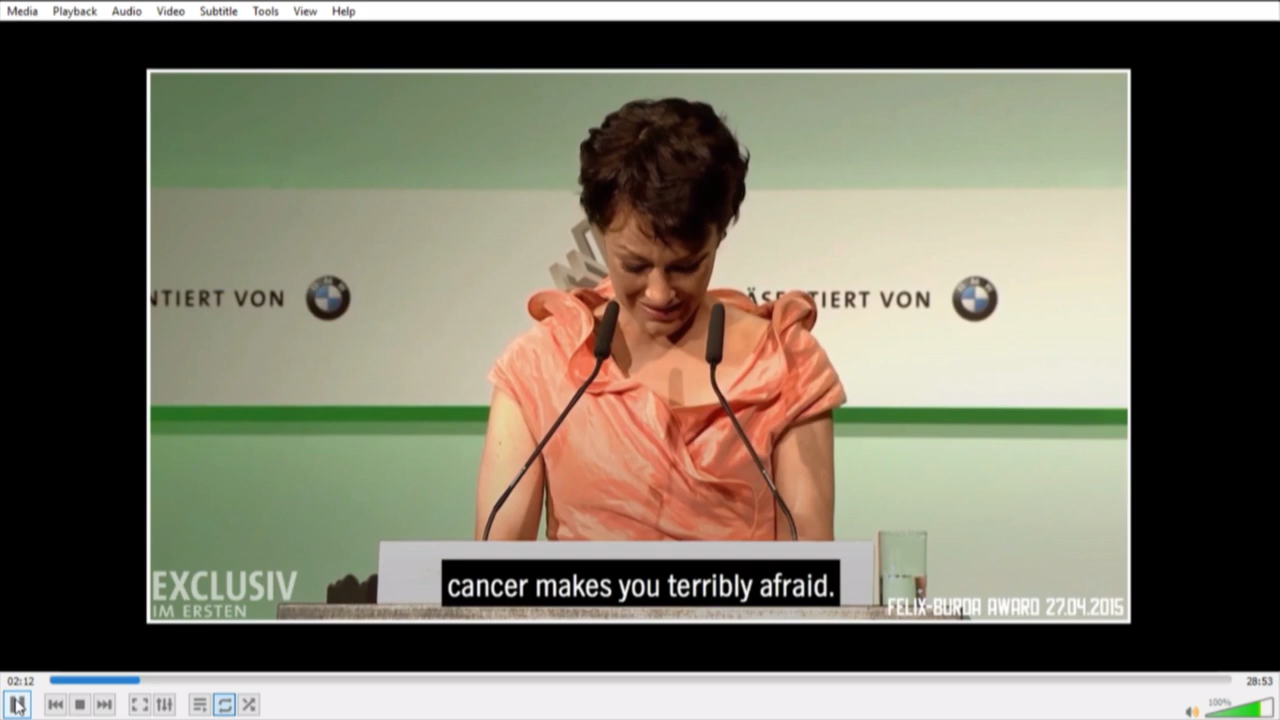 Media Playback Audio Video Subtitle Tools View Help
NTIERT VON
PRÄSENTIERT VON
cancer makes you terribly afraid.
EXCLUSIV
IM ERSTEN
FELIX-BURDA AWARD 27.04.2015
02:12
28:53
100%